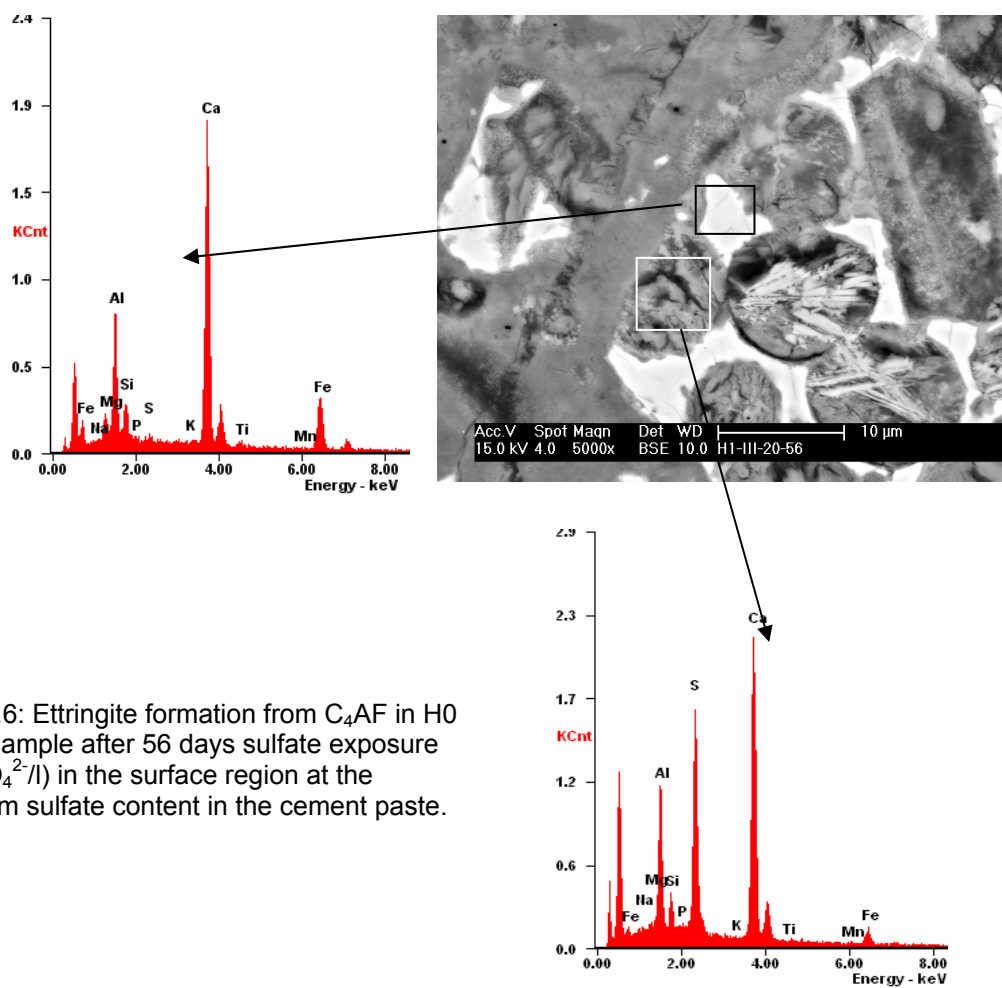 2.4
1.9
1.5
KCnt
1.0
0.5
0.0
Ca
Al
Si
Mg
Fe
Na
P
S
K
Ti
Mn
Fe
0.00 2.00 4.00 6.00 8.00
Energy - keV
Acc.V Spot Magn Det WD 10 µm
15.0 kV 4.0 5000x BSE 10.0 H1-III-20-56
.6: Ettringite formation from C₄AF in H0
ample after 56 days sulfate exposure
₄²⁻/l) in the surface region at the
m sulfate content in the cement paste.
2.9
2.3
1.7
KCnt
1.2
0.6
0.0
Ca
S
Al
Mg Si
Na
Fe
P
K
Ti
Mn
Fe
0.00 2.00 4.00 6.00 8.00
Energy - keV